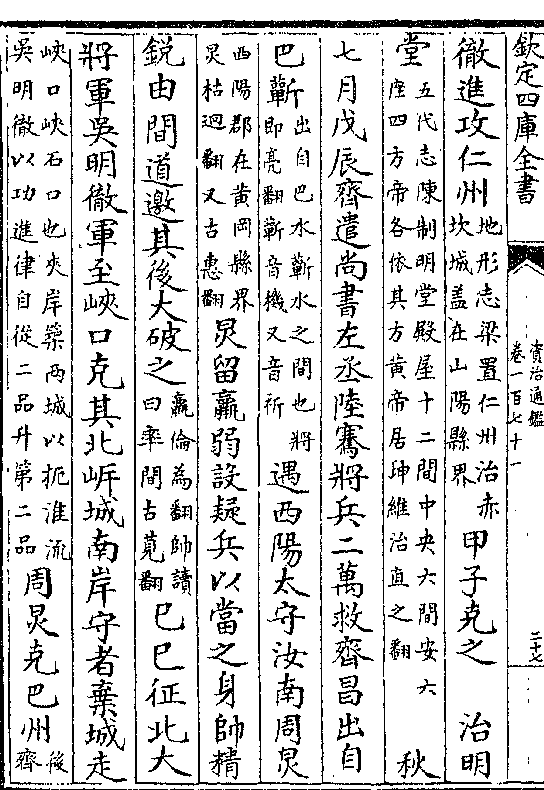 欽定四庫全書
資治通鑑
卷一百七十一
二十七
徹進攻仁州地形志梁置仁州治赤坎城蓋在山陽縣界甲子克之　治明
堂五代志陳制明堂殿屋十二間中央六間安六座四方帝各依其方黃帝居坤維治直之翻　秋
七月戊辰齊遣尚書左丞陸騫將兵二萬救齊昌出自
巴蘄出自巴水蘄水之間也將即亮翻蘄音機又音祈遇西陽太守汝南周炅
西陽郡在黃岡縣界炅枯迥翻又古惠翻炅留羸弱設疑兵以當之身帥精
鋭由間道邀其後大破之羸倫為翻帥讀曰率間古莧翻巳巳征北大
將軍吳明徹軍至峽口克其北岸城南岸守者棄城走
峽口峽石口也夾岸築兩城以扼淮流吳明徹以功進律自從二品升第二品周炅克巴州後齊